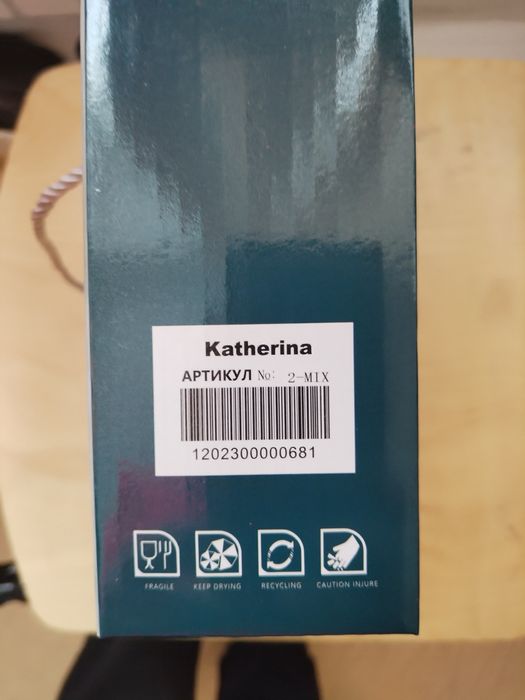 Katherina
АРТИКУЛ №: 2-MIX
1202300000681
FRAGILE KEEP DRYING RECYCLING CAUTION INJURE